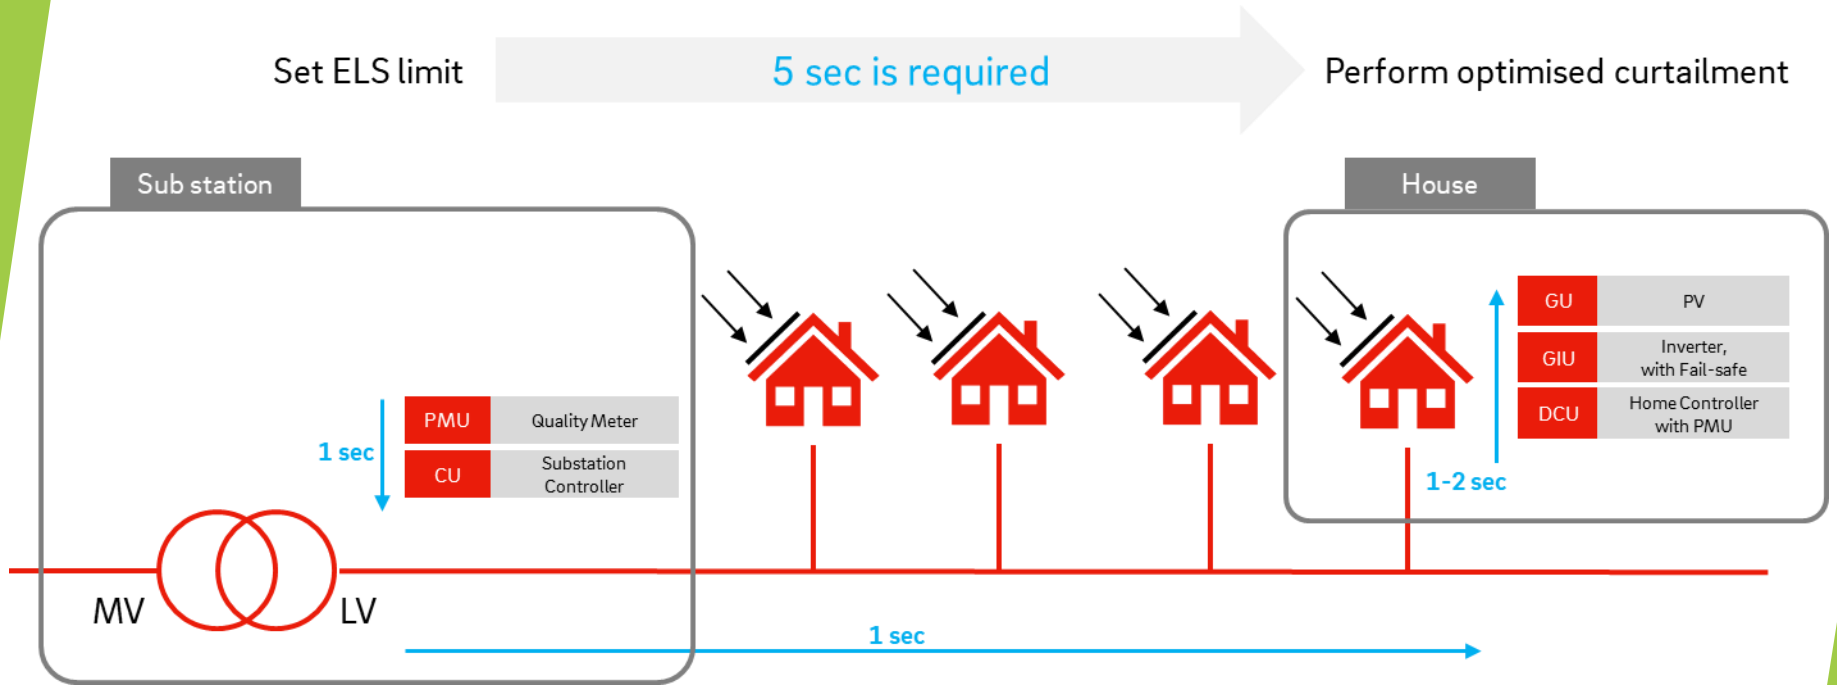 Set ELS limit
5 sec is required
Perform optimised curtailment
Sub station
House
PMU
Quality Meter
CU
Substation
Controller
1 sec
MV
LV
1 sec
GU
PV
GIU
Inverter,
with Fail-safe
DCU
Home Controller
with PMU
1-2 sec